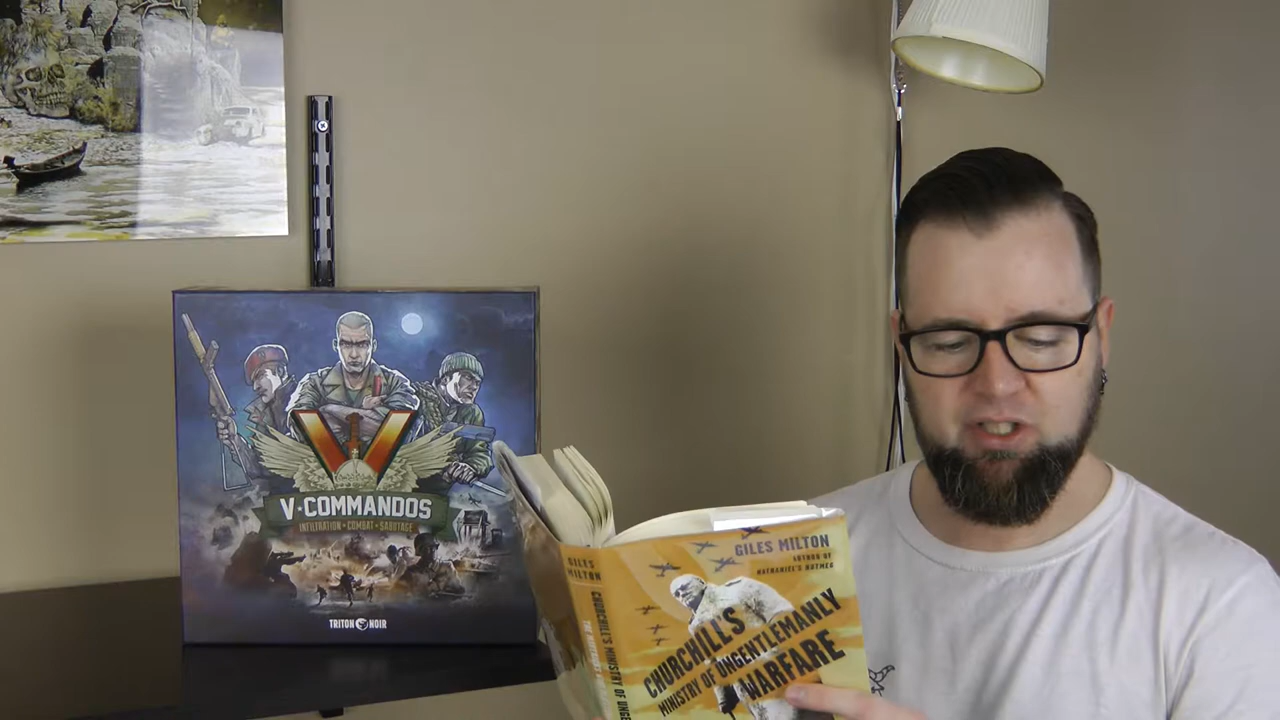 V
V·COMMANDOS
INFILTRATION · COMBAT · SABOTAGE
TRITON NOIR
GILES
MILTON
CHURCHILL'S MINISTRY OF UNGE
GILES MILTON
AUTHOR OF
NATHANIEL'S NUTMEG
CHURCHILL'S
MINISTRY OF UNGENTLEMANLY
WARFARE